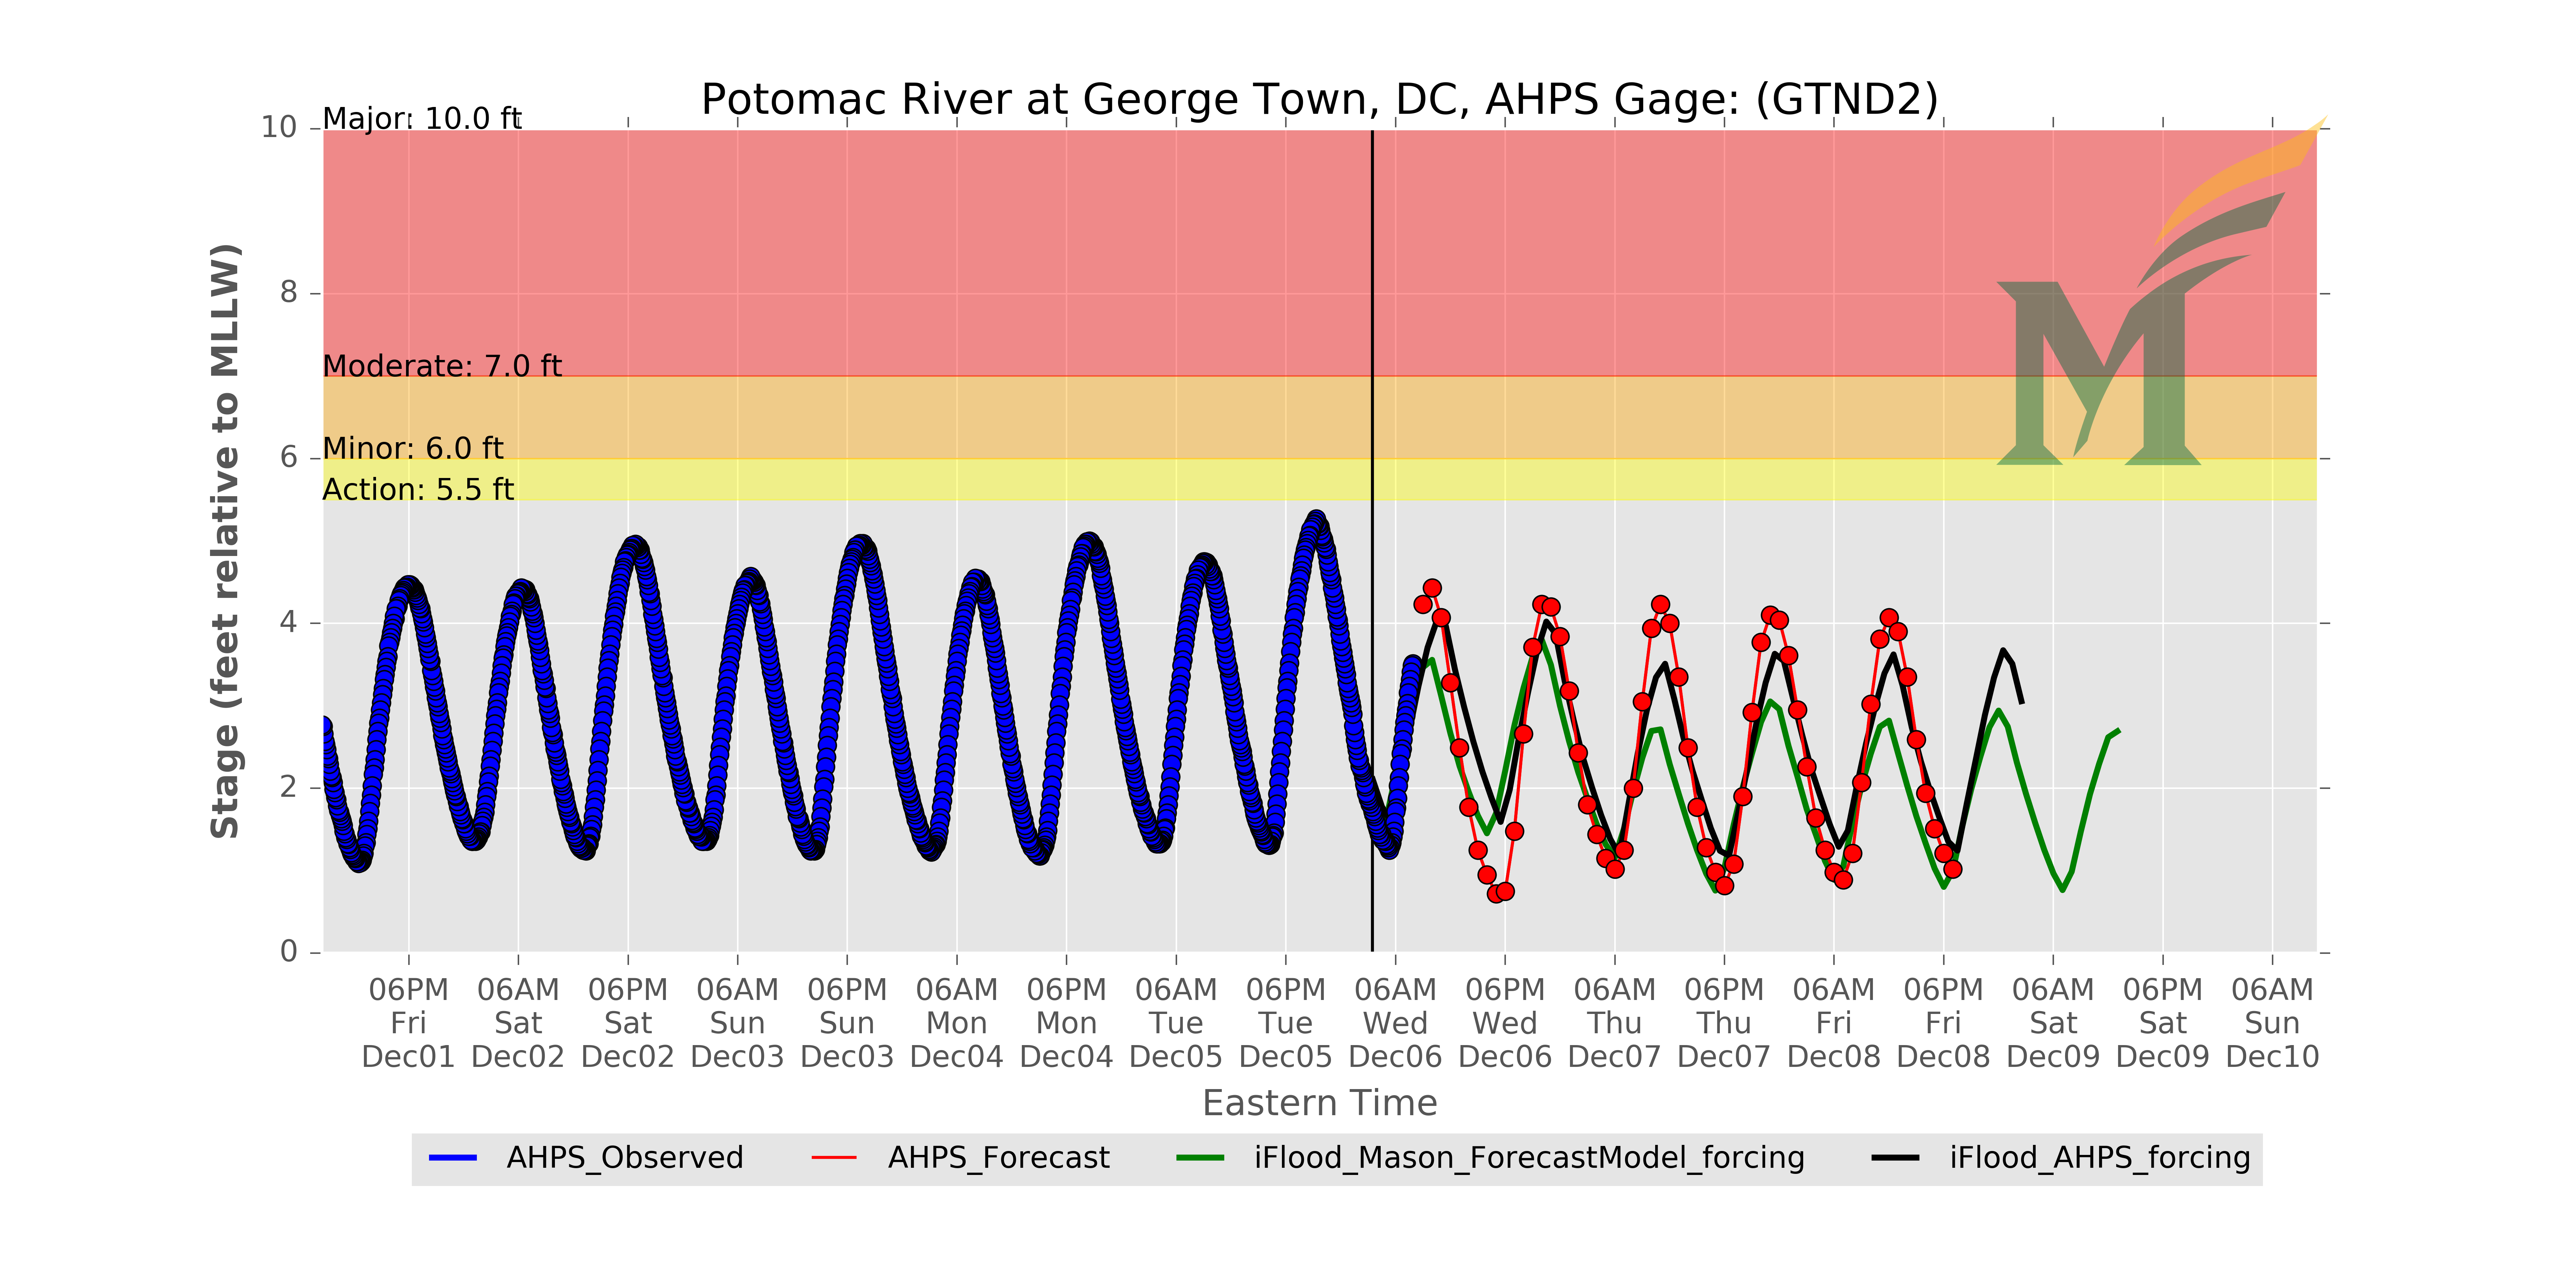 Potomac River at George Town, DC, AHPS Gage: (GTND2)
Major: 10.0 ft
Moderate: 7.0 ft
Minor: 6.0 ft
Action: 5.5 ft
Stage (feet relative to MLLW)
10
8
6
4
2
0
06PM 06AM 06PM 06AM 06PM 06AM 06PM 06AM 06PM 06AM 06PM 06AM 06PM 06AM 06PM 06AM 06PM 06AM
Fri Sat Sat Sun Sun Mon Mon Tue Tue Wed Wed Thu Thu Fri Fri Sat Sat Sun
Dec01 Dec02 Dec02 Dec03 Dec03 Dec04 Dec04 Dec05 Dec05 Dec06 Dec06 Dec07 Dec07 Dec08 Dec08 Dec09 Dec09 Dec10
Eastern Time
AHPS_Observed AHPS_Forecast iFlood_Mason_ForecastModel_forcing iFlood_AHPS_forcing
M